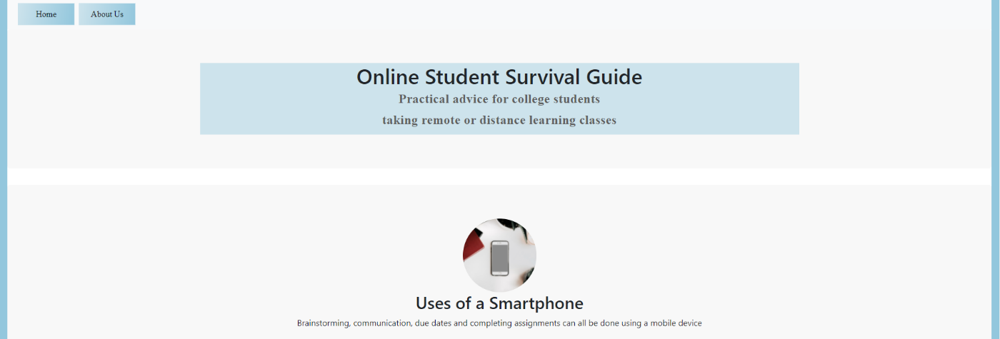 Home About Us
Online Student Survival Guide
Practical advice for college students
taking remote or distance learning classes
Uses of a Smartphone
Brainstorming, communication, due dates and completing assignments can all be done using a mobile device